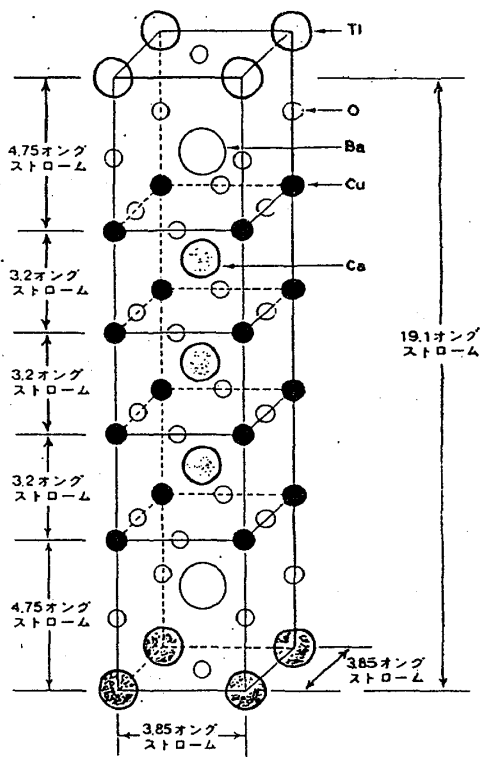 Tl
O
Ba
Cu
Ca
4.75オング
ストローム
3.2オング
ストローム
3.2オング
ストローム
3.2オング
ストローム
4.75オング
ストローム
19.1オング
ストローム
3.85オング
ストローム
3.85オング
ストローム